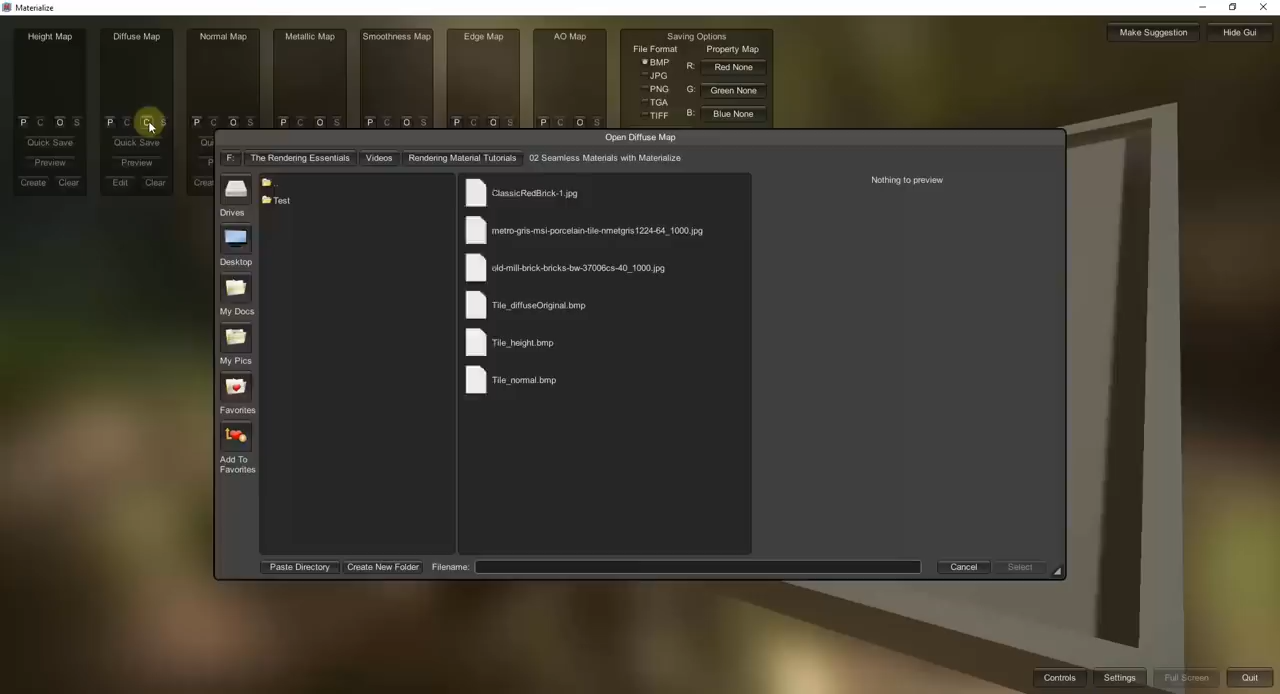 Materialize
Height Map
Diffuse Map
Normal Map
Metallic Map
Smoothness Map
Edge Map
AO Map
Saving Options
File Format
Property Map
BMP
JPG
PNG
TGA
TIFF
R: Red None
G: Green None
B: Blue None
Make Suggestion
Hide Gui
P C O S
P C O S
P C O S
P C O S
P C O S
P C O S
P C O S
Quick Save
Quick Save
Preview
Preview
Create Clear
Edit Clear
Open Diffuse Map
F: The Rendering Essentials Videos Rendering Material Tutorials 02 Seamless Materials with Materialize
Drives
Desktop
My Docs
My Pics
Favorites
Add To
Favorites
..
Test
ClassicRedBrick-1.jpg
metro-gris-msi-porcelain-tile-nmetgris1224-64_1000.jpg
old-mill-brick-bricks-bw-37006cs-40_1000.jpg
Tile_diffuseOriginal.bmp
Tile_height.bmp
Tile_normal.bmp
Nothing to preview
Paste Directory Create New Folder Filename: Cancel Select
Controls Settings Full Screen Quit